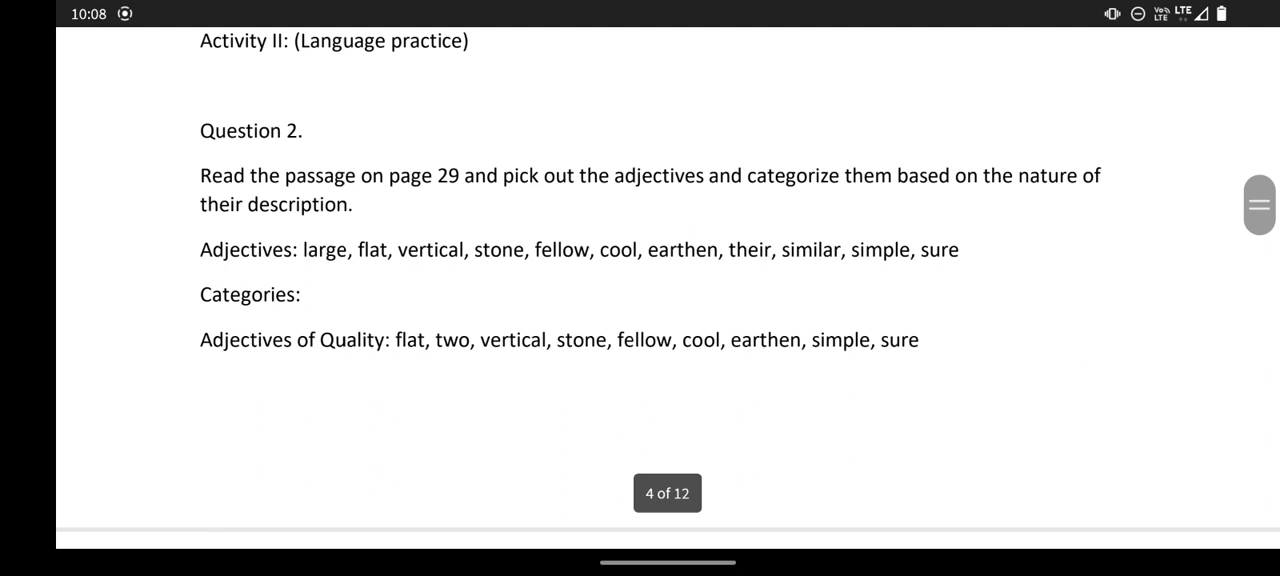 10:08
Vo LTE LTE
Activity II: (Language practice)
Question 2.
Read the passage on page 29 and pick out the adjectives and categorize them based on the nature of
their description.
Adjectives: large, flat, vertical, stone, fellow, cool, earthen, their, similar, simple, sure
Categories:
Adjectives of Quality: flat, two, vertical, stone, fellow, cool, earthen, simple, sure
4 of 12